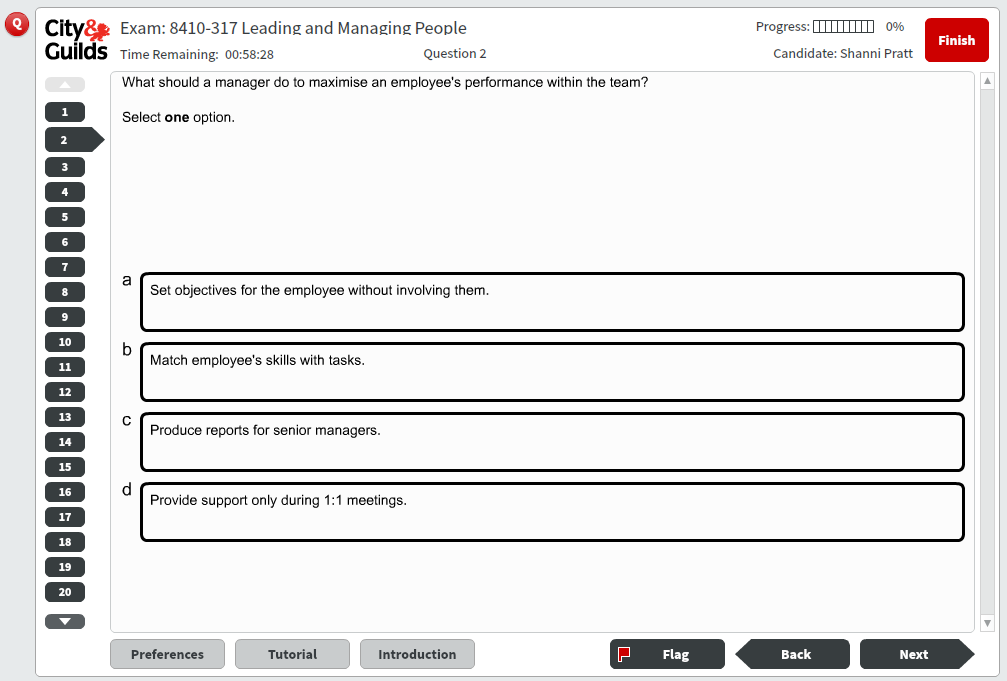 Q
City&
Guilds
Exam: 8410-317 Leading and Managing People
Time Remaining: 00:58:28
Question 2
Progress: 0%
Candidate: Shanni Pratt
Finish
1
2
3
4
5
6
7
8
9
10
11
12
13
14
15
16
17
18
19
20
What should a manager do to maximise an employee's performance within the team?
Select one option.
a
Set objectives for the employee without involving them.
b
Match employee's skills with tasks.
c
Produce reports for senior managers.
d
Provide support only during 1:1 meetings.
Preferences
Tutorial
Introduction
Flag
Back
Next